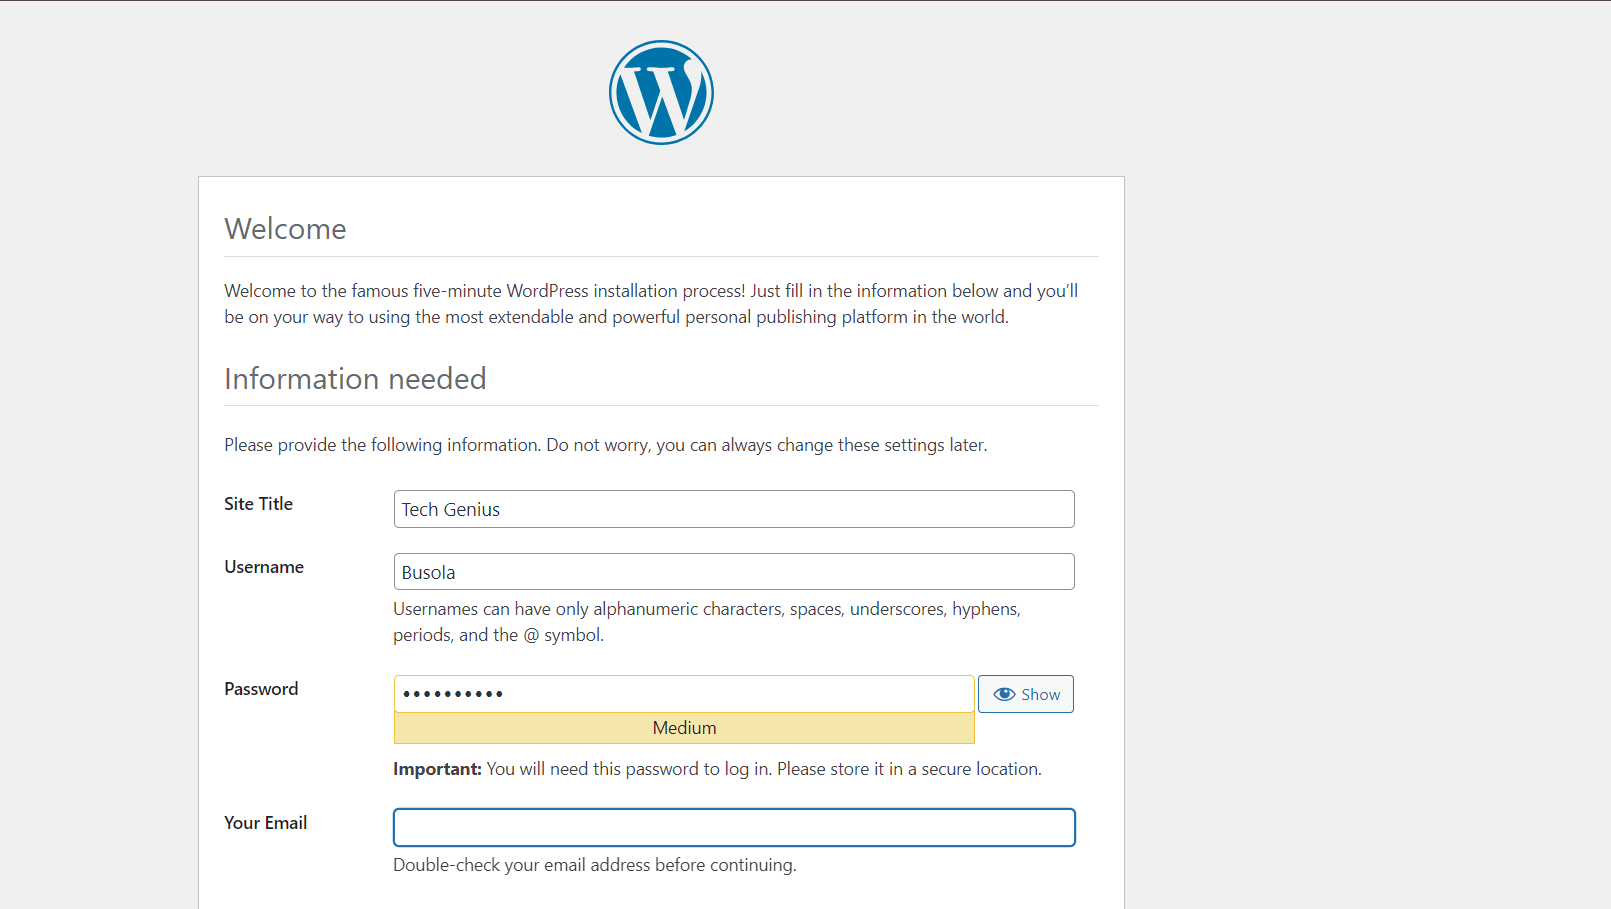 Welcome
Welcome to the famous five-minute WordPress installation process! Just fill in the information below and you’ll
be on your way to using the most extendable and powerful personal publishing platform in the world.
Information needed
Please provide the following information. Do not worry, you can always change these settings later.
Site Title
Tech Genius
Username
Busola
Usernames can have only alphanumeric characters, spaces, underscores, hyphens,
periods, and the @ symbol.
Password
••••••••••
Show
Medium
Important: You will need this password to log in. Please store it in a secure location.
Your Email
Double-check your email address before continuing.